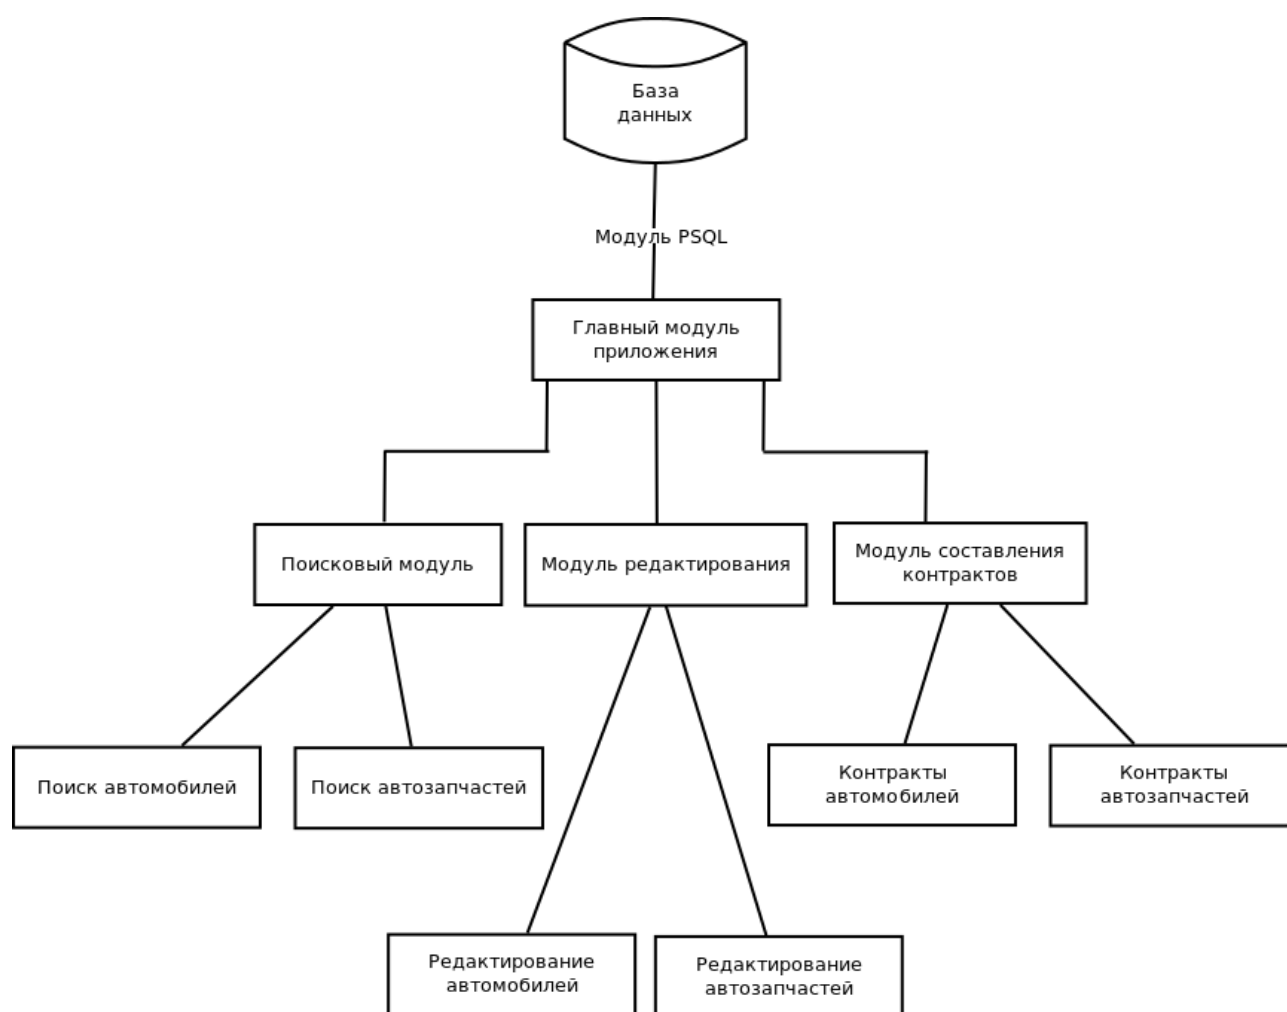 База
данных
Модуль PSQL
Главный модуль
приложения
Поисковый модуль
Модуль редактирования
Модуль составления
контрактов
Поиск автомобилей
Поиск автозапчастей
Контракты
автомобилей
Контракты
автозапчастей
Редактирование
автомобилей
Редактирование
автозапчастей